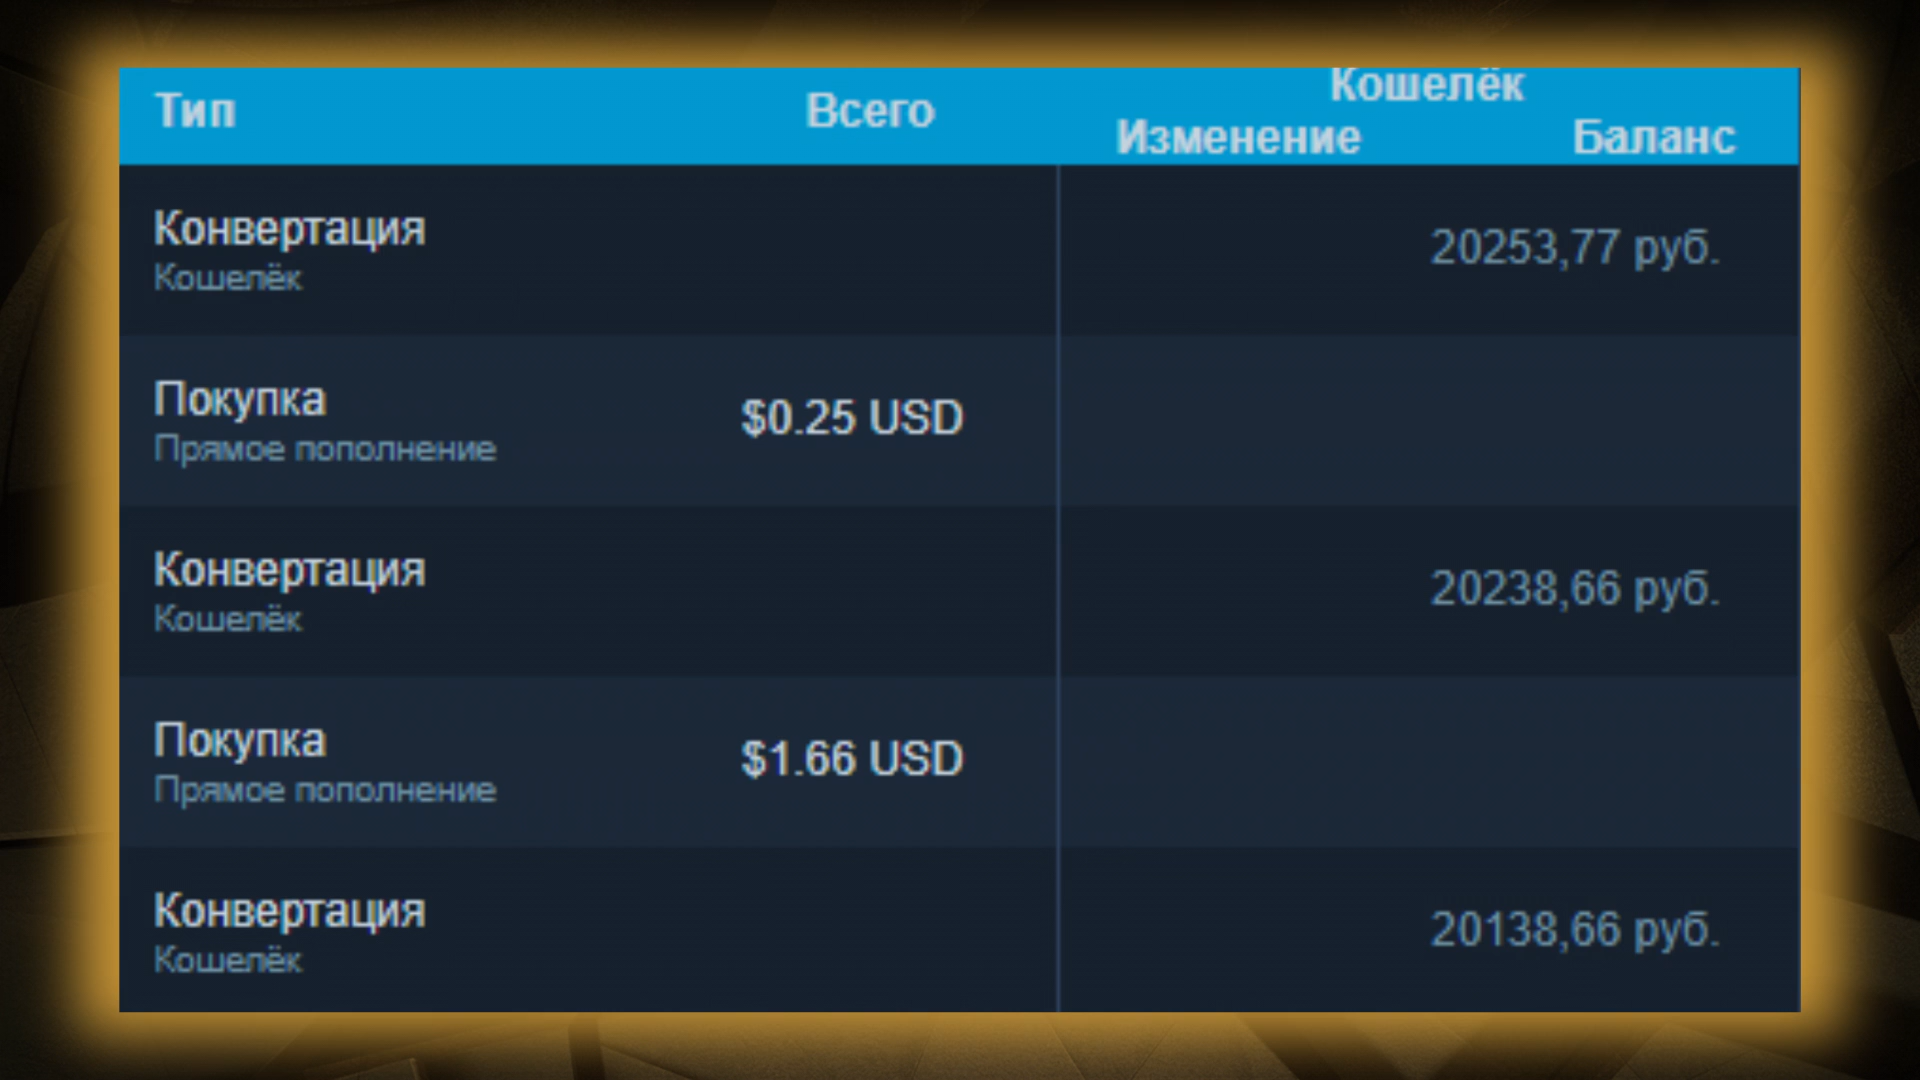 Тип
Всего
Кошелёк
Изменение
Баланс
Конвертация
Кошелёк
20253,77 руб.
Покупка
Прямое пополнение
$0.25 USD
Конвертация
Кошелёк
20238,66 руб.
Покупка
Прямое пополнение
$1.66 USD
Конвертация
Кошелёк
20138,66 руб.